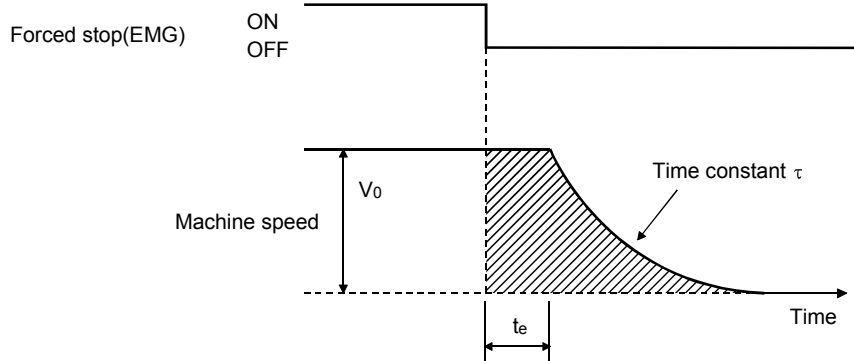 Forced stop(EMG)
ON
OFF
V0
Time constant τ
Machine speed
Time
te